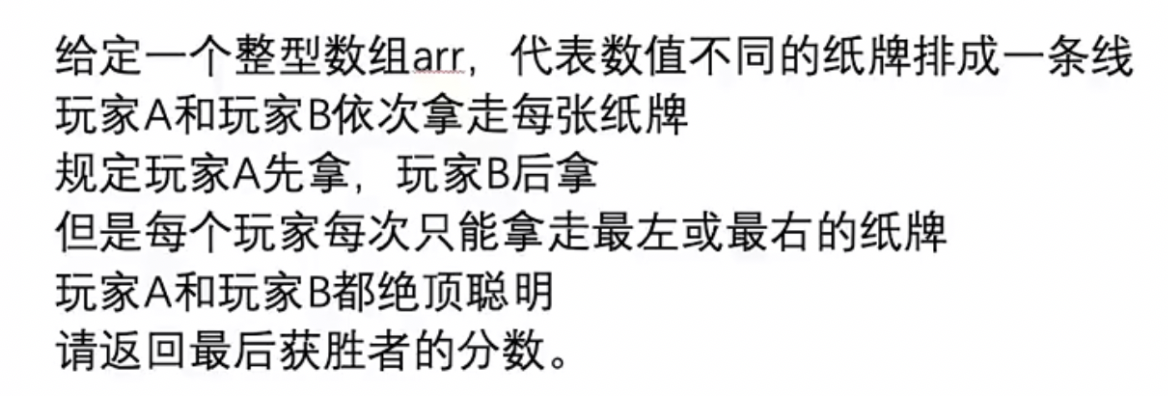 给定一个整型数组arr，代表数值不同的纸牌排成一条线
玩家A和玩家B依次拿走每张纸牌
规定玩家A先拿，玩家B后拿
但是每个玩家每次只能拿走最左或最右的纸牌
玩家A和玩家B都绝顶聪明
请返回最后获胜者的分数。